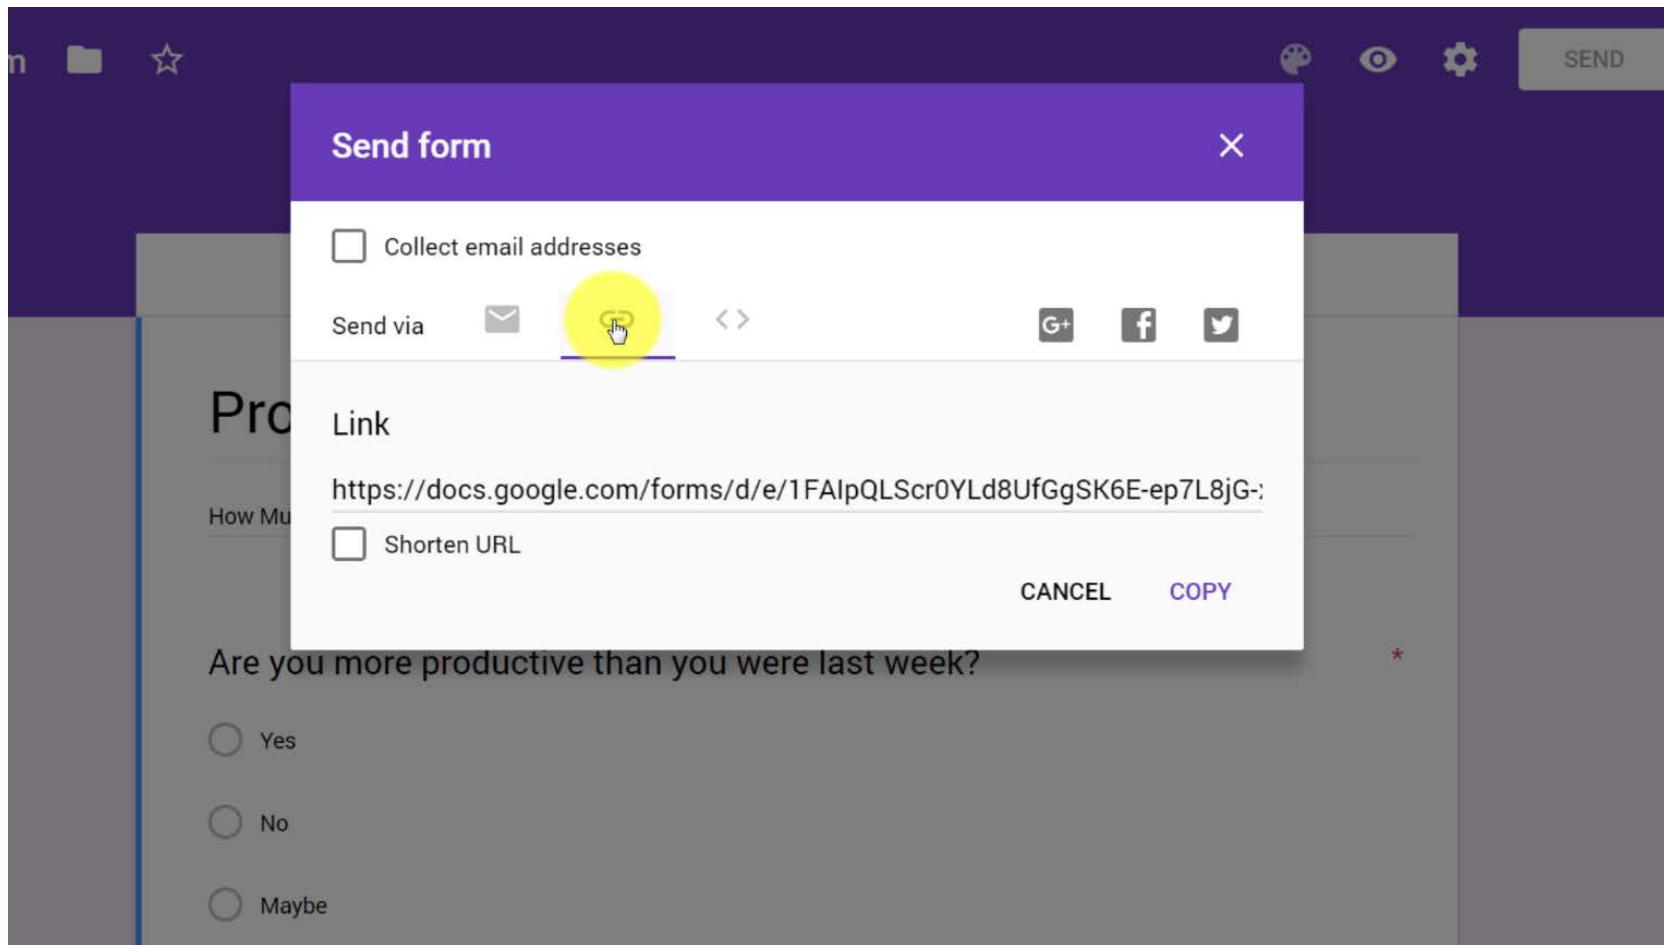 m
SEND
Send form
Collect email addresses
Send via
G+
f
Pro
Link
https://docs.google.com/forms/d/e/1FAIpQLScr0YLd8UfGgSK6E-ep7L8jG-
How Mu
Shorten URL
CANCEL COPY
Are you more productive than you were last week? *
Yes
No
Maybe